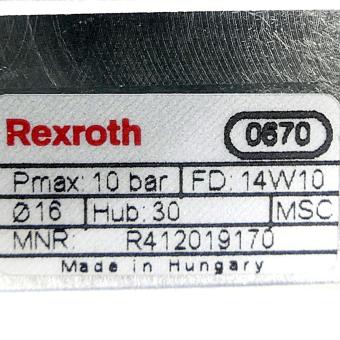 Rexroth 0670
Pmax: 10 bar FD: 14W10
Ø16 Hub: 30 MSC
MNR: R412019170
Made in Hungary